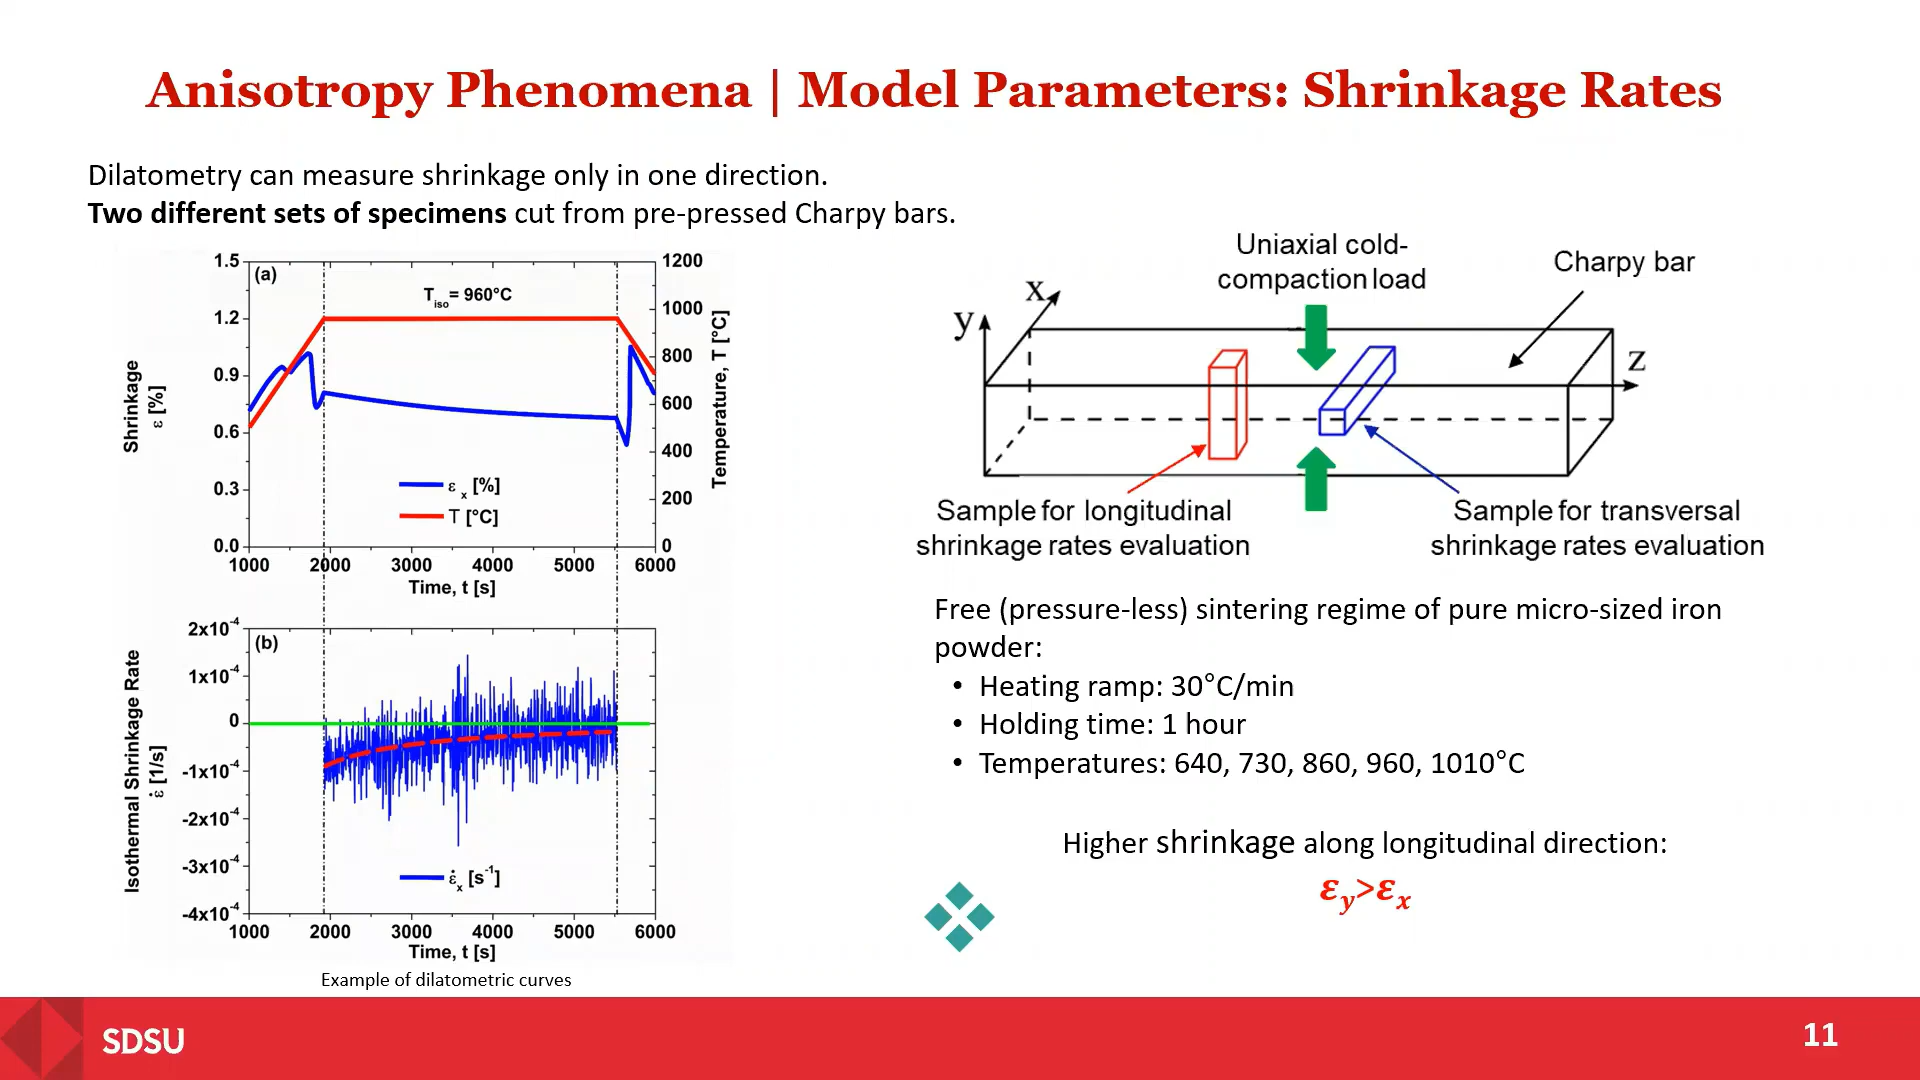 Anisotropy Phenomena | Model Parameters: Shrinkage Rates
Dilatometry can measure shrinkage only in one direction.
Two different sets of specimens cut from pre-pressed Charpy bars.
(a)
T_iso = 960°C
Shrinkage
ε [%]
1.5
1.2
0.9
0.6
0.3
0.0
1200
1000
800
600
400
200
0
Temperature, T [°C]
ε_x [%]
T [°C]
1000 2000 3000 4000 5000 6000
Time, t [s]
(b)
Isothermal Shrinkage Rate
ε̇ [1/s]
2x10⁻⁴
1x10⁻⁴
0
-1x10⁻⁴
-2x10⁻⁴
-3x10⁻⁴
-4x10⁻⁴
ε̇_x [s⁻¹]
1000 2000 3000 4000 5000 6000
Time, t [s]
Example of dilatometric curves
Uniaxial cold-
compaction load
Charpy bar
x
y
z
Sample for longitudinal
shrinkage rates evaluation
Sample for transversal
shrinkage rates evaluation
Free (pressure-less) sintering regime of pure micro-sized iron
powder:
• Heating ramp: 30°C/min
• Holding time: 1 hour
• Temperatures: 640, 730, 860, 960, 1010°C
Higher shrinkage along longitudinal direction:
ε_y>ε_x
SDSU
11